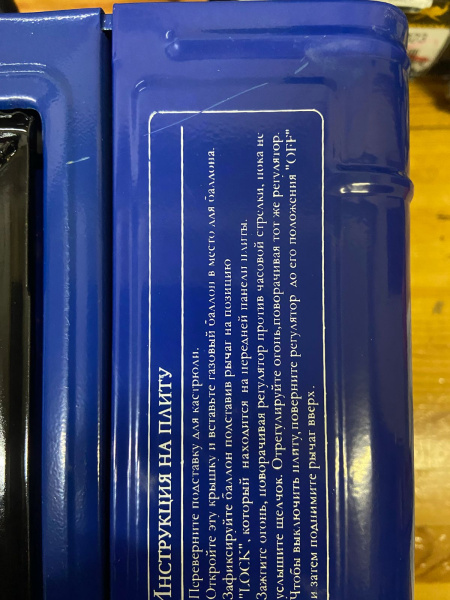 ИНСТРУКЦИЯ НА ПЛИТУ
Переверните подставку для кастрюли.
Откройте эту крышку и вставьте газовый баллон в место для баллона.
Зафиксируйте баллон подставив рычаг на позицию
"LOCK", который находится на передней панели плиты.
Зажгите огонь, поворачивая регулятор против часовой стрелки, пока не
услышите щелчок. Отрегулируйте огонь,поворачивая тот же регулятор.
Чтобы выключить плиту,поверните регулятор до его положения "OFF"
и затем поднимите рычаг вверх.